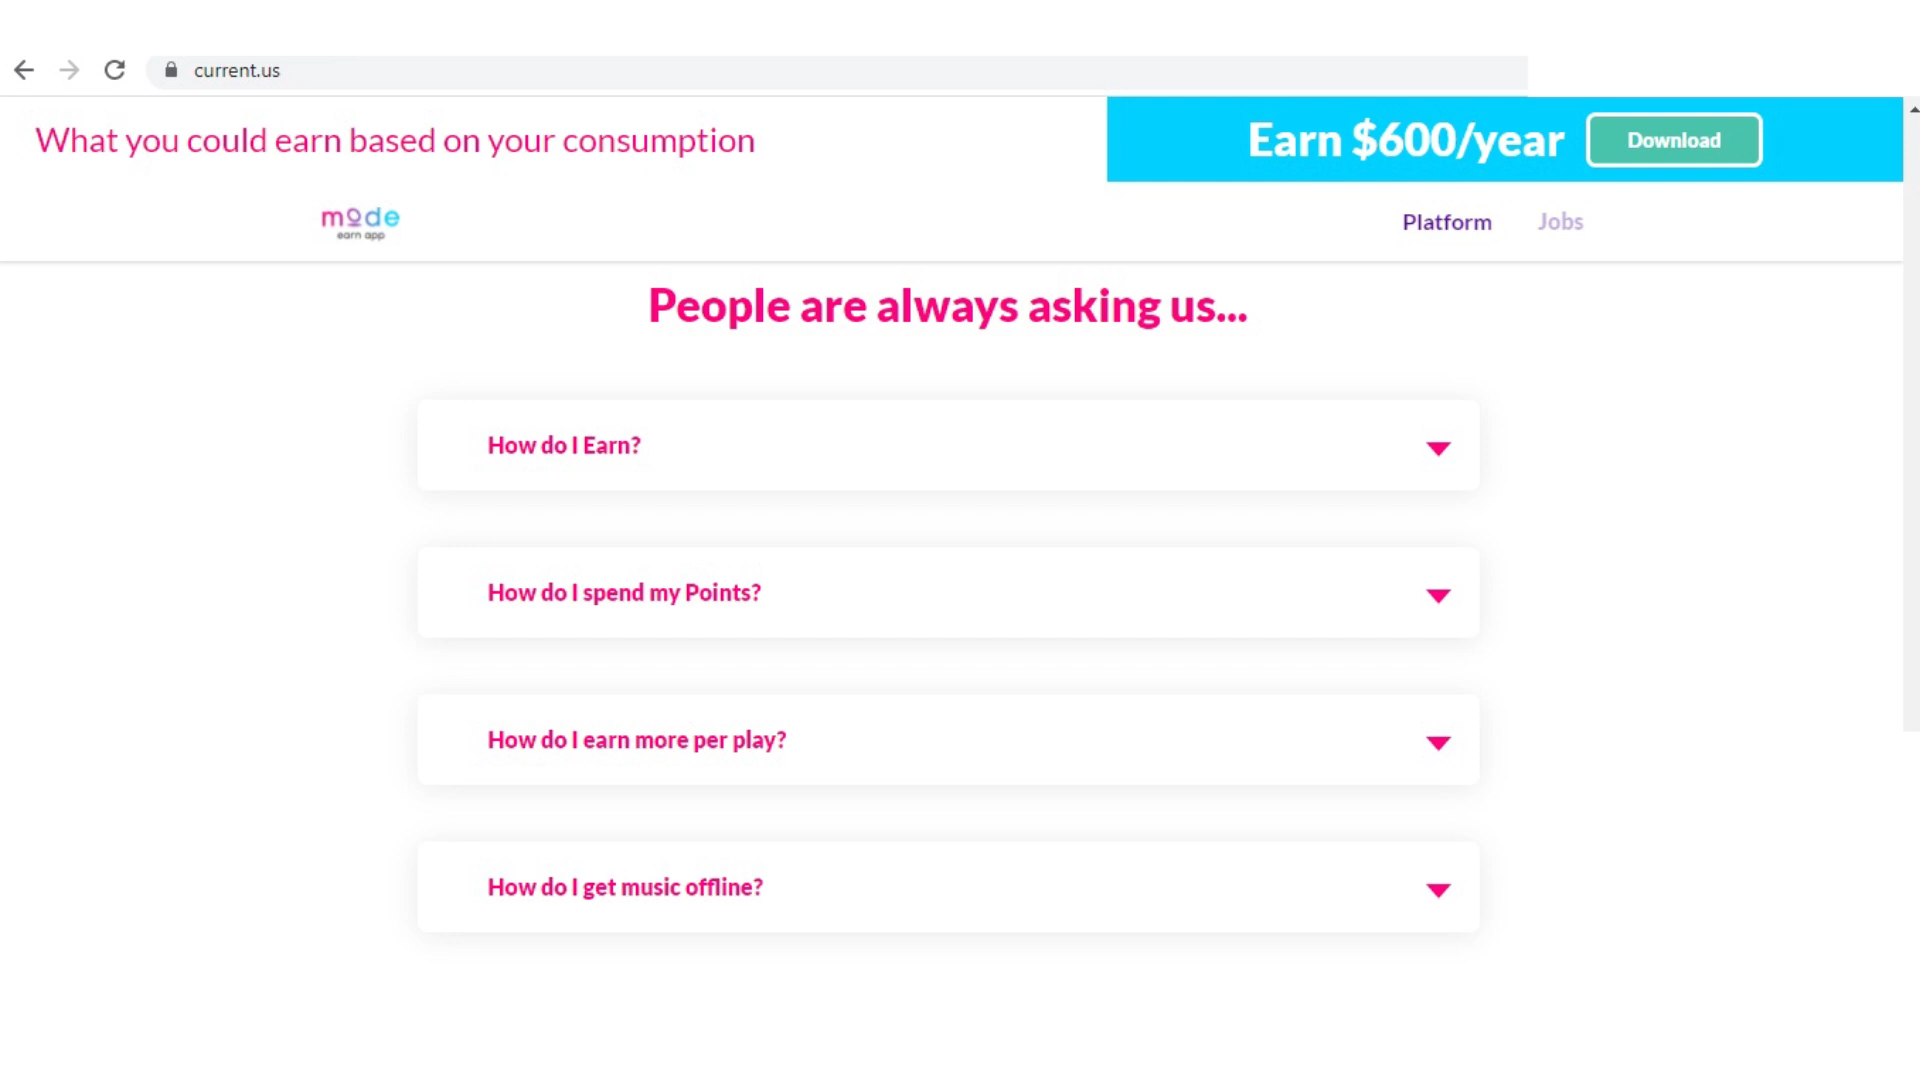 current.us
What you could earn based on your consumption
Earn $600/year
Download
mode
earn app
Platform
Jobs
People are always asking us...
How do I Earn?
How do I spend my Points?
How do I earn more per play?
How do I get music offline?